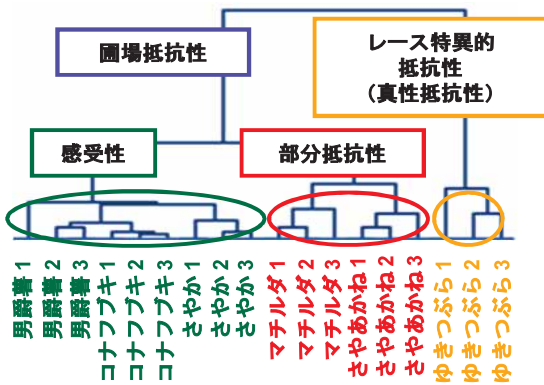 圃場抵抗性
レース特異的
抵抗性
（真性抵抗性）
感受性
部分抵抗性
男爵薯 1
男爵薯 2
男爵薯 3
コナフブキ 1
コナフブキ 2
コナフブキ 3
さやか 1
さやか 2
さやか 3
マチルダ 1
マチルダ 2
マチルダ 3
さやあかね 1
さやあかね 2
さやあかね 3
ゆきつぶら 1
ゆきつぶら 2
ゆきつぶら 3